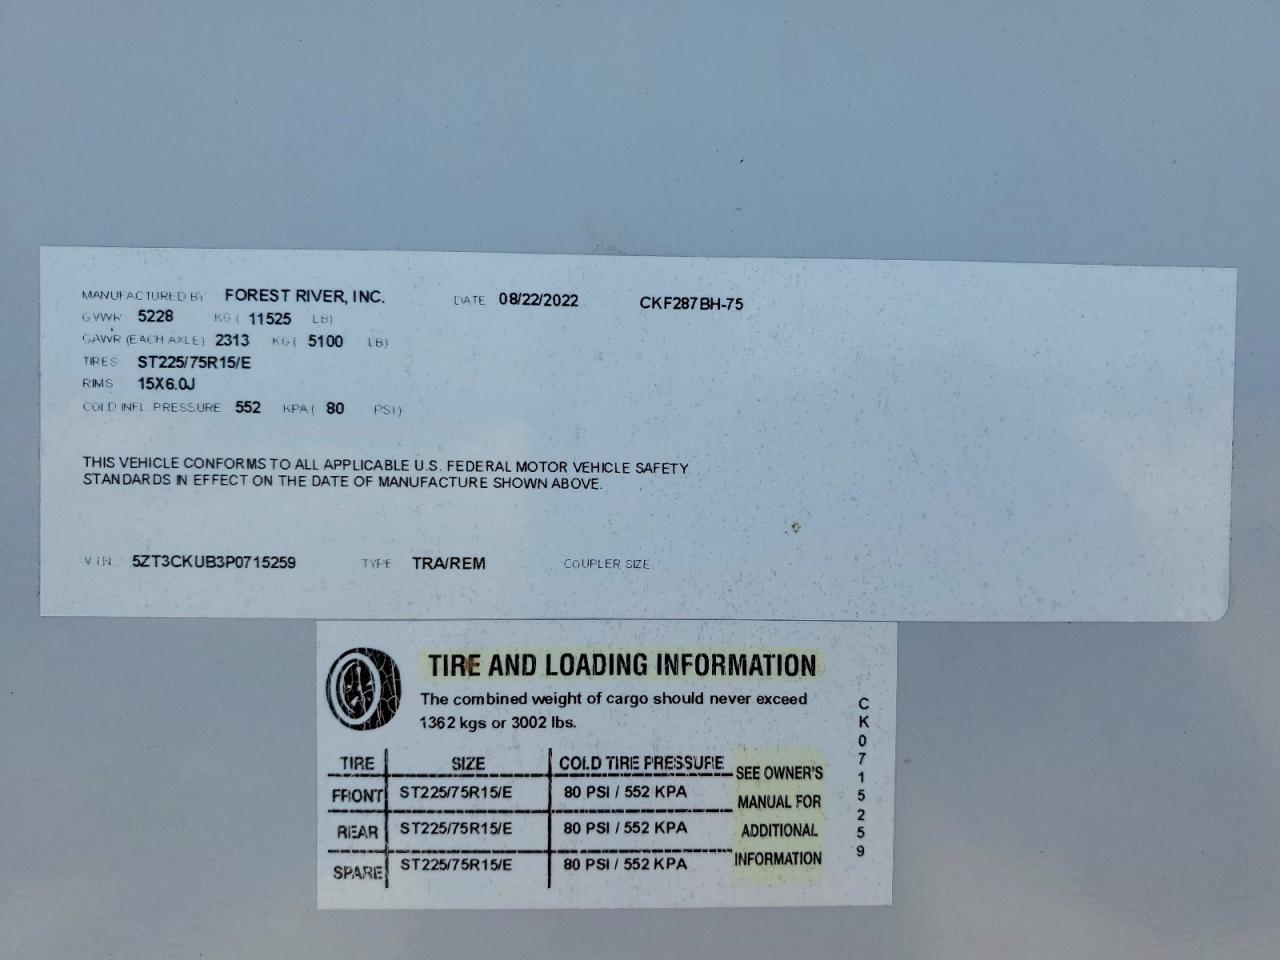 MANUFACTURED BY FOREST RIVER, INC. DATE 08/22/2022 CKF287BH-75
GVWR 5228 KG ( 11525 LB)
GAWR (EACH AXLE) 2313 KG( 5100 LB)
TIRES ST225/75R15/E
RIMS 15X6.0J
COLD INFL PRESSURE 552 KPA ( 80 PSI)
THIS VEHICLE CONFORMS TO ALL APPLICABLE U.S. FEDERAL MOTOR VEHICLE SAFETY
STANDARDS IN EFFECT ON THE DATE OF MANUFACTURE SHOWN ABOVE.
VIN 5ZT3CKUB3P0715259 TYPE TRA/REM COUPLER SIZE
TIRE AND LOADING INFORMATION
The combined weight of cargo should never exceed
1362 kgs or 3002 lbs.
TIRE SIZE COLD TIRE PRESSURE
FRONT ST225/75R15/E 80 PSI / 552 KPA
REAR ST225/75R15/E 80 PSI / 552 KPA
SPARE ST225/75R15/E 80 PSI / 552 KPA
SEE OWNER'S
MANUAL FOR
ADDITIONAL
INFORMATION
CK0715259